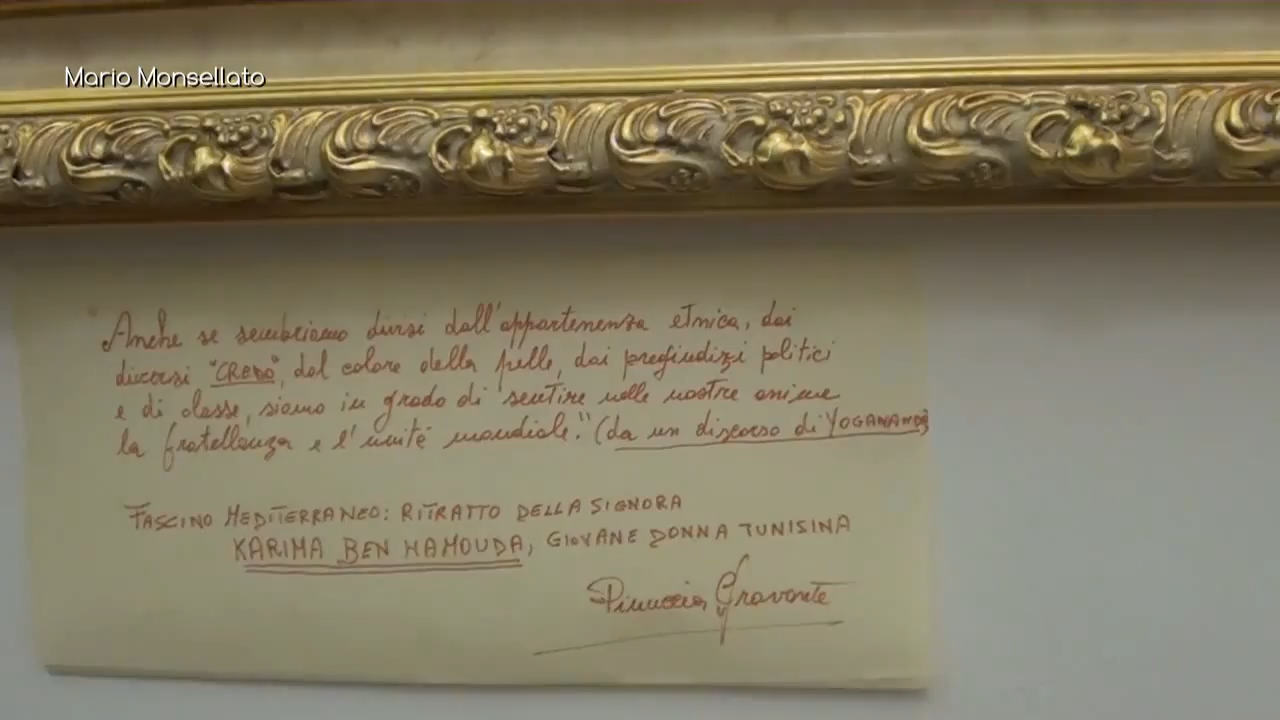 Mario Monsellato
"Anche se sembriamo divisi dall'appartenenza etnica, dai
diversi "CREDO", dal colore della pelle, dai pregiudizi politici
e di classe, siamo in grado di sentire nelle nostre anime
la fratellanza e l'unità mondiale." (da un discorso di YOGANANDA)
FASCINO MEDITERRANEO: RITRATTO DELLA SIGNORA
KARIMA BEN HAMOUDA, GIOVANE DONNA TUNISINA
Pinuccia Gravante